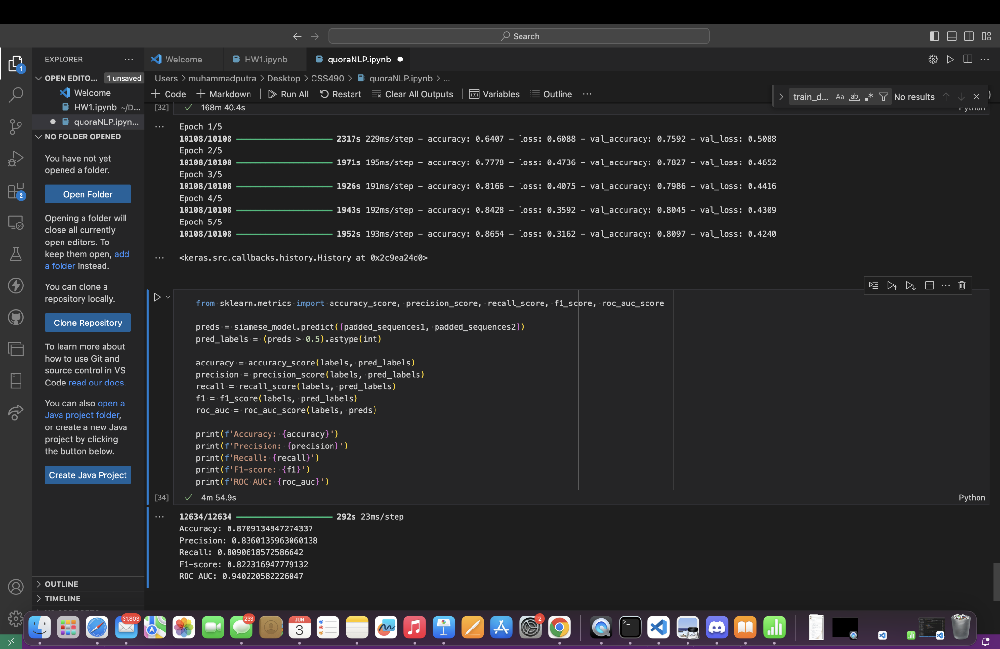 Search
EXPLORER
Welcome
HW1.ipynb
quoraNLP.ipynb
OPEN EDITO...
1 unsaved
Users > muhammadputra > Desktop > CSS490 > quoraNLP.ipynb > ...
Welcome
HW1.ipynb ~/D...
quoraNLP.ipyn...
+ Code + Markdown | Run All Restart Clear All Outputs | Variables Outline ...
train_d... Aa ab .* No results
[32] 168m 40.4s
NO FOLDER OPENED
You have not yet
opened a folder.
Open Folder
Opening a folder will
close all currently
open editors. To
keep them open, add
a folder instead.
You can clone a
repository locally.
Clone Repository
To learn more about
how to use Git and
source control in VS
Code read our docs.
You can also open a
Java project folder,
or create a new Java
project by clicking
the button below.
Create Java Project
OUTLINE
TIMELINE
1
2
Python
Epoch 1/5
10108/10108 2317s 229ms/step - accuracy: 0.6407 - loss: 0.6088 - val_accuracy: 0.7592 - val_loss: 0.5088
Epoch 2/5
10108/10108 1971s 195ms/step - accuracy: 0.7778 - loss: 0.4736 - val_accuracy: 0.7827 - val_loss: 0.4652
Epoch 3/5
10108/10108 1926s 191ms/step - accuracy: 0.8166 - loss: 0.4075 - val_accuracy: 0.7986 - val_loss: 0.4416
Epoch 4/5
10108/10108 1943s 192ms/step - accuracy: 0.8428 - loss: 0.3592 - val_accuracy: 0.8045 - val_loss: 0.4309
Epoch 5/5
10108/10108 1952s 193ms/step - accuracy: 0.8654 - loss: 0.3162 - val_accuracy: 0.8097 - val_loss: 0.4240
<keras.src.callbacks.history.History at 0x2c9ea24d0>
from sklearn.metrics import accuracy_score, precision_score, recall_score, f1_score, roc_auc_score
preds = siamese_model.predict([padded_sequences1, padded_sequences2])
pred_labels = (preds > 0.5).astype(int)
accuracy = accuracy_score(labels, pred_labels)
precision = precision_score(labels, pred_labels)
recall = recall_score(labels, pred_labels)
f1 = f1_score(labels, pred_labels)
roc_auc = roc_auc_score(labels, preds)
print(f'Accuracy: {accuracy}')
print(f'Precision: {precision}')
print(f'Recall: {recall}')
print(f'F1-score: {f1}')
print(f'ROC AUC: {roc_auc}')
[34] 4m 54.9s
Python
12634/12634 292s 23ms/step
Accuracy: 0.8709134847274337
Precision: 0.8360135963060138
Recall: 0.8090618572586642
F1-score: 0.822316947779132
ROC AUC: 0.940220582226047
31,803
233
JUN
3
2